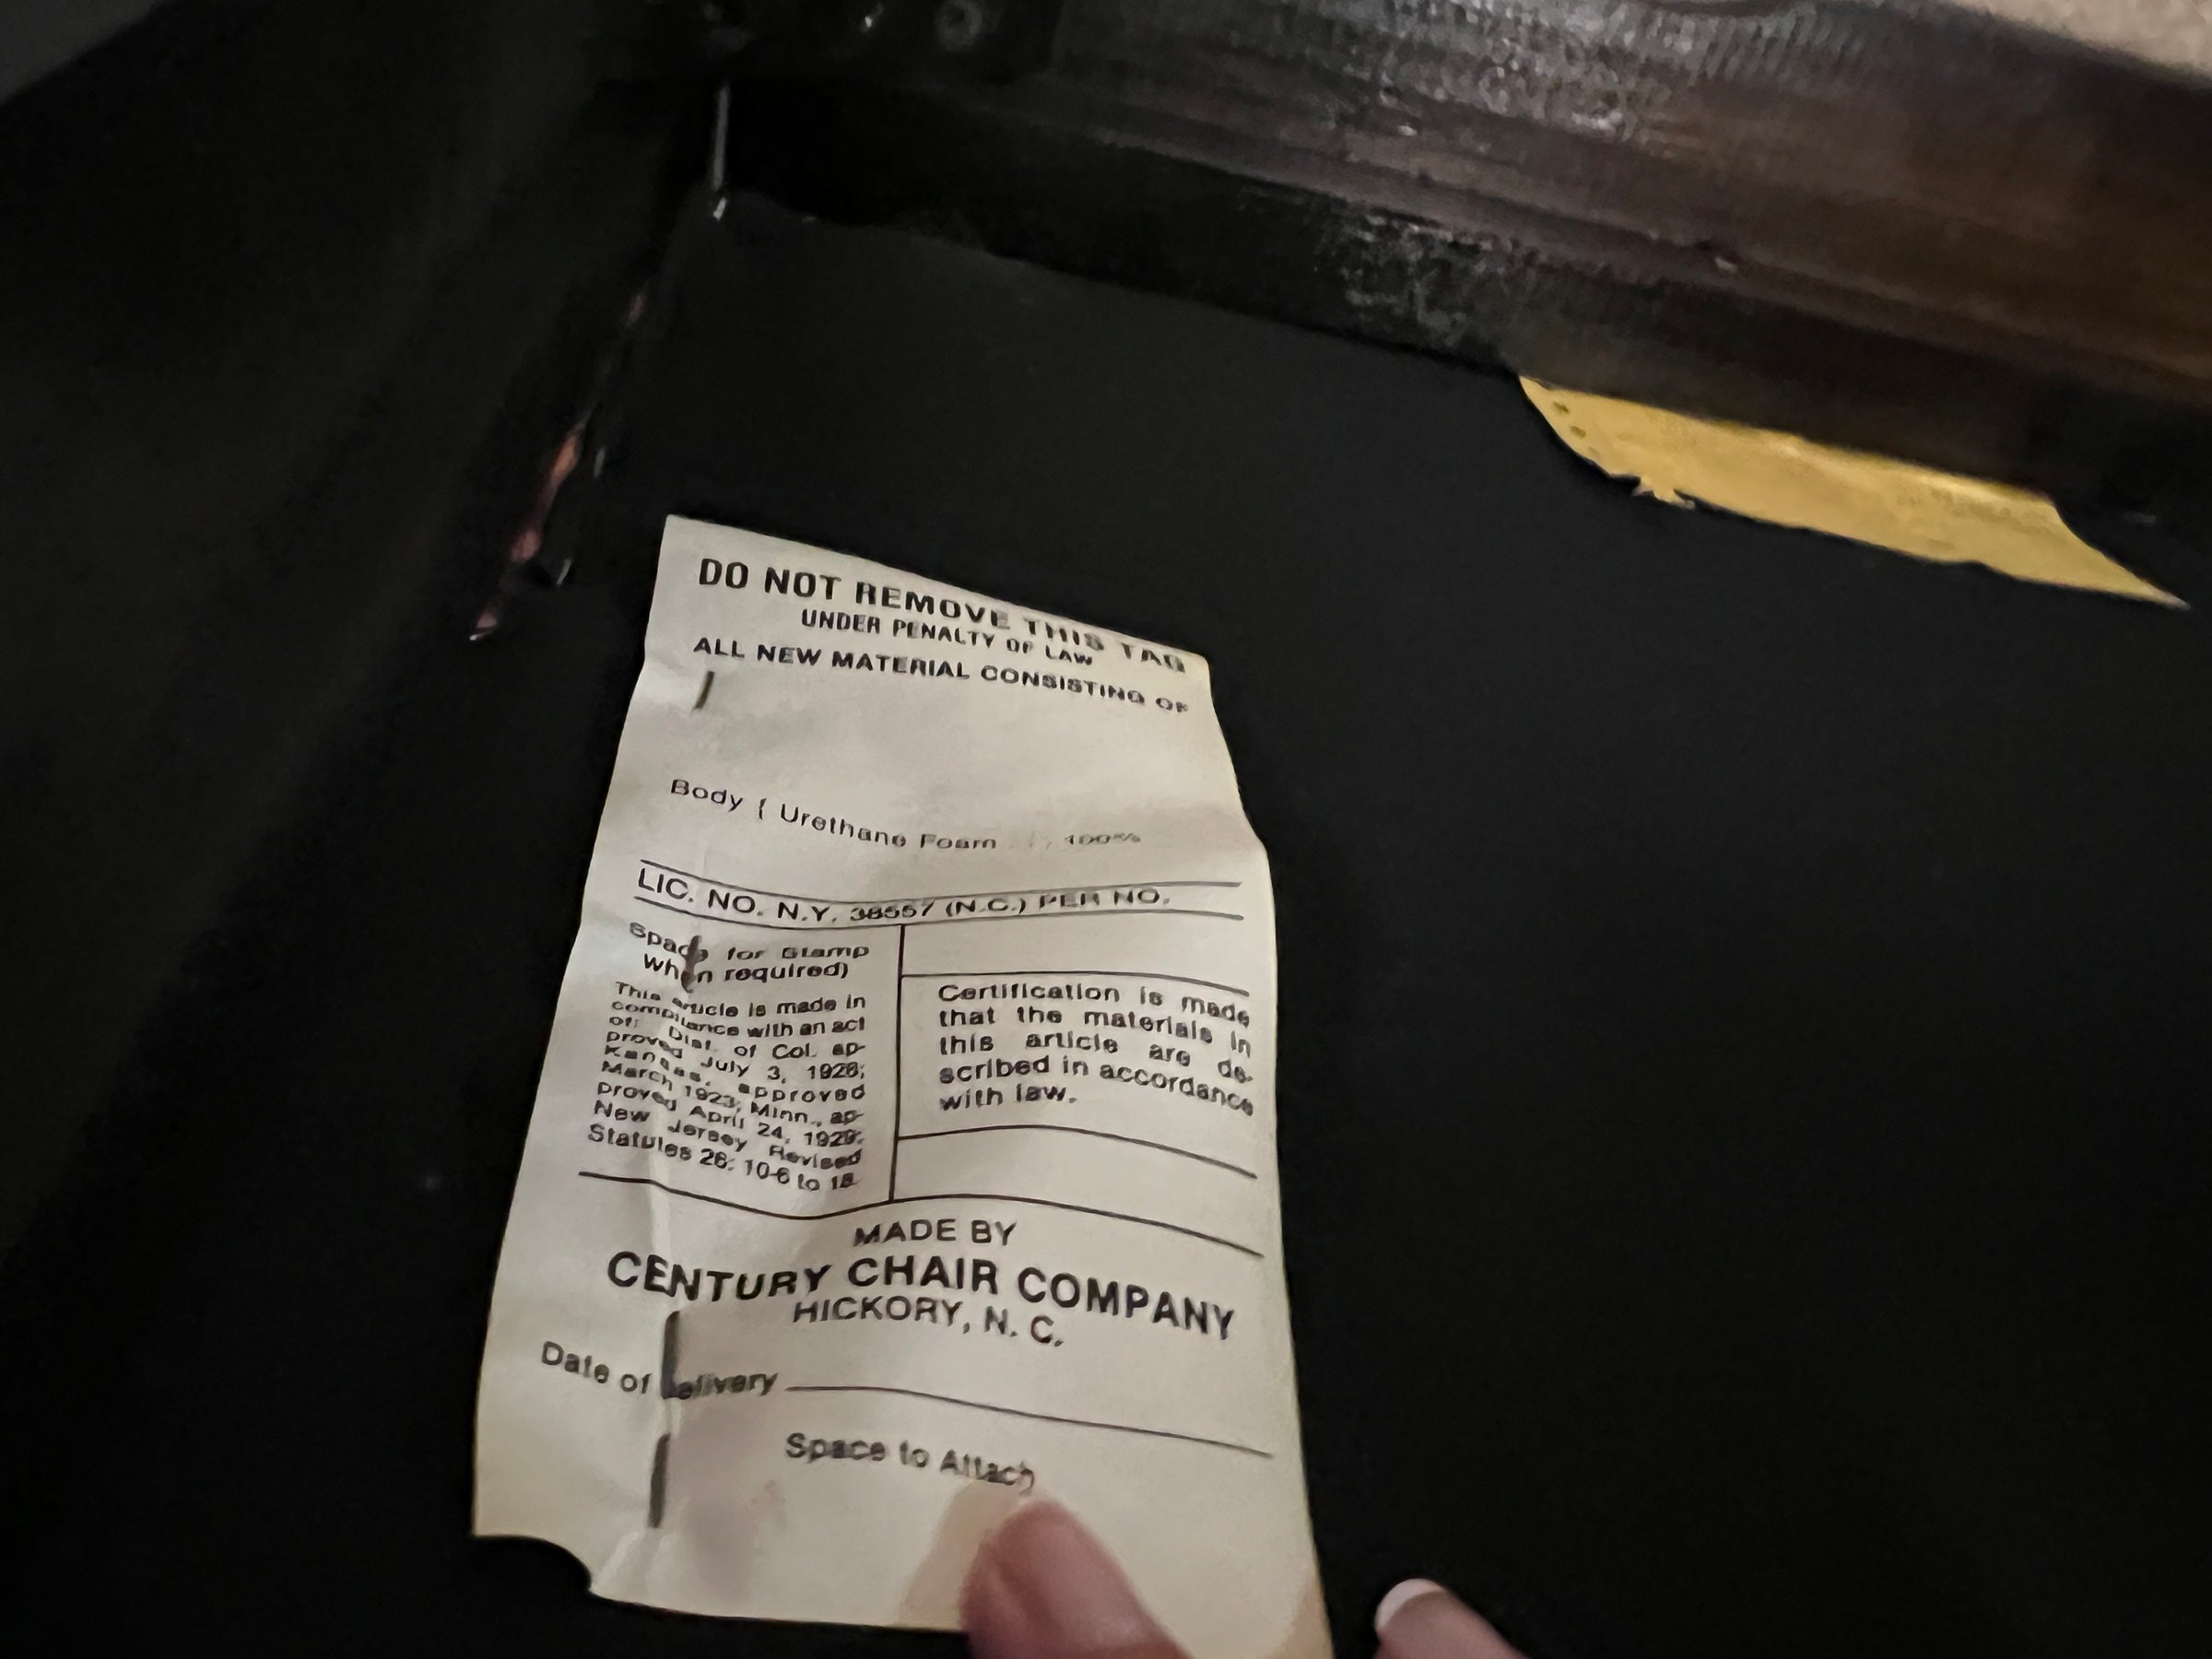 DO NOT REMOVE THIS TAG
UNDER PENALTY OF LAW
ALL NEW MATERIAL CONSISTING OF
Body { Urethane Foam 100%
LIC. NO. N.Y. 38557 (N.C.) PER NO.
Space for Stamp
When required)
This article is made in
compliance with an act
of: Dist. of Col. ap-
proved July 3, 1926;
Kansas, approved
March 1923; Minn., ap-
proved April 24, 1929;
New Jersey Revised
Statutes 26: 10-6 to 18
Certification is made
that the materials in
this article are de-
scribed in accordance
with law.
MADE BY
CENTURY CHAIR COMPANY
HICKORY, N. C.
Date of Delivery
Space to Attach